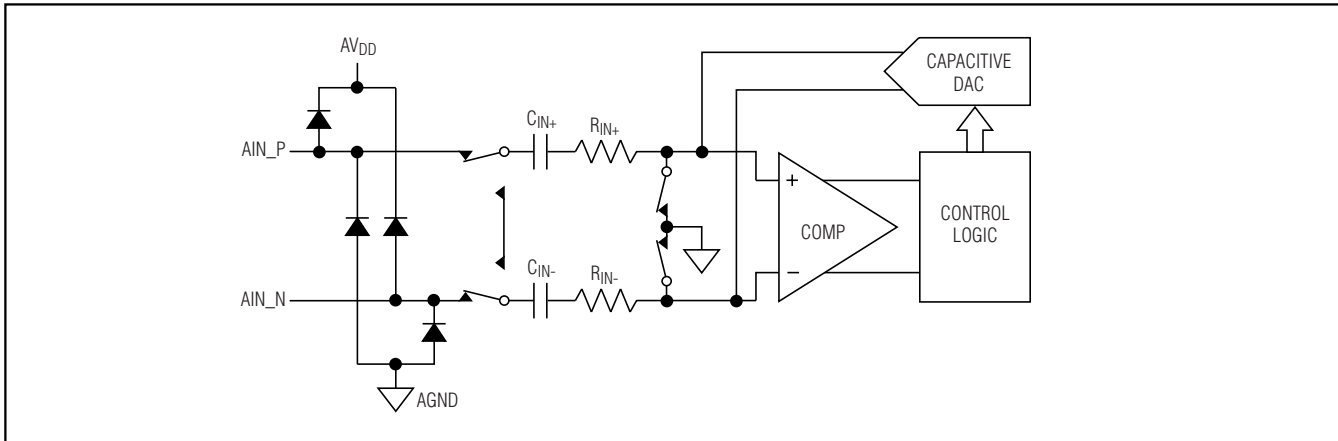 AVDD
CAPACITIVE
DAC
CIN+
RIN+
AIN_P
+
COMP
CONTROL
LOGIC
CIN-
RIN-
−
AIN_N
AGND